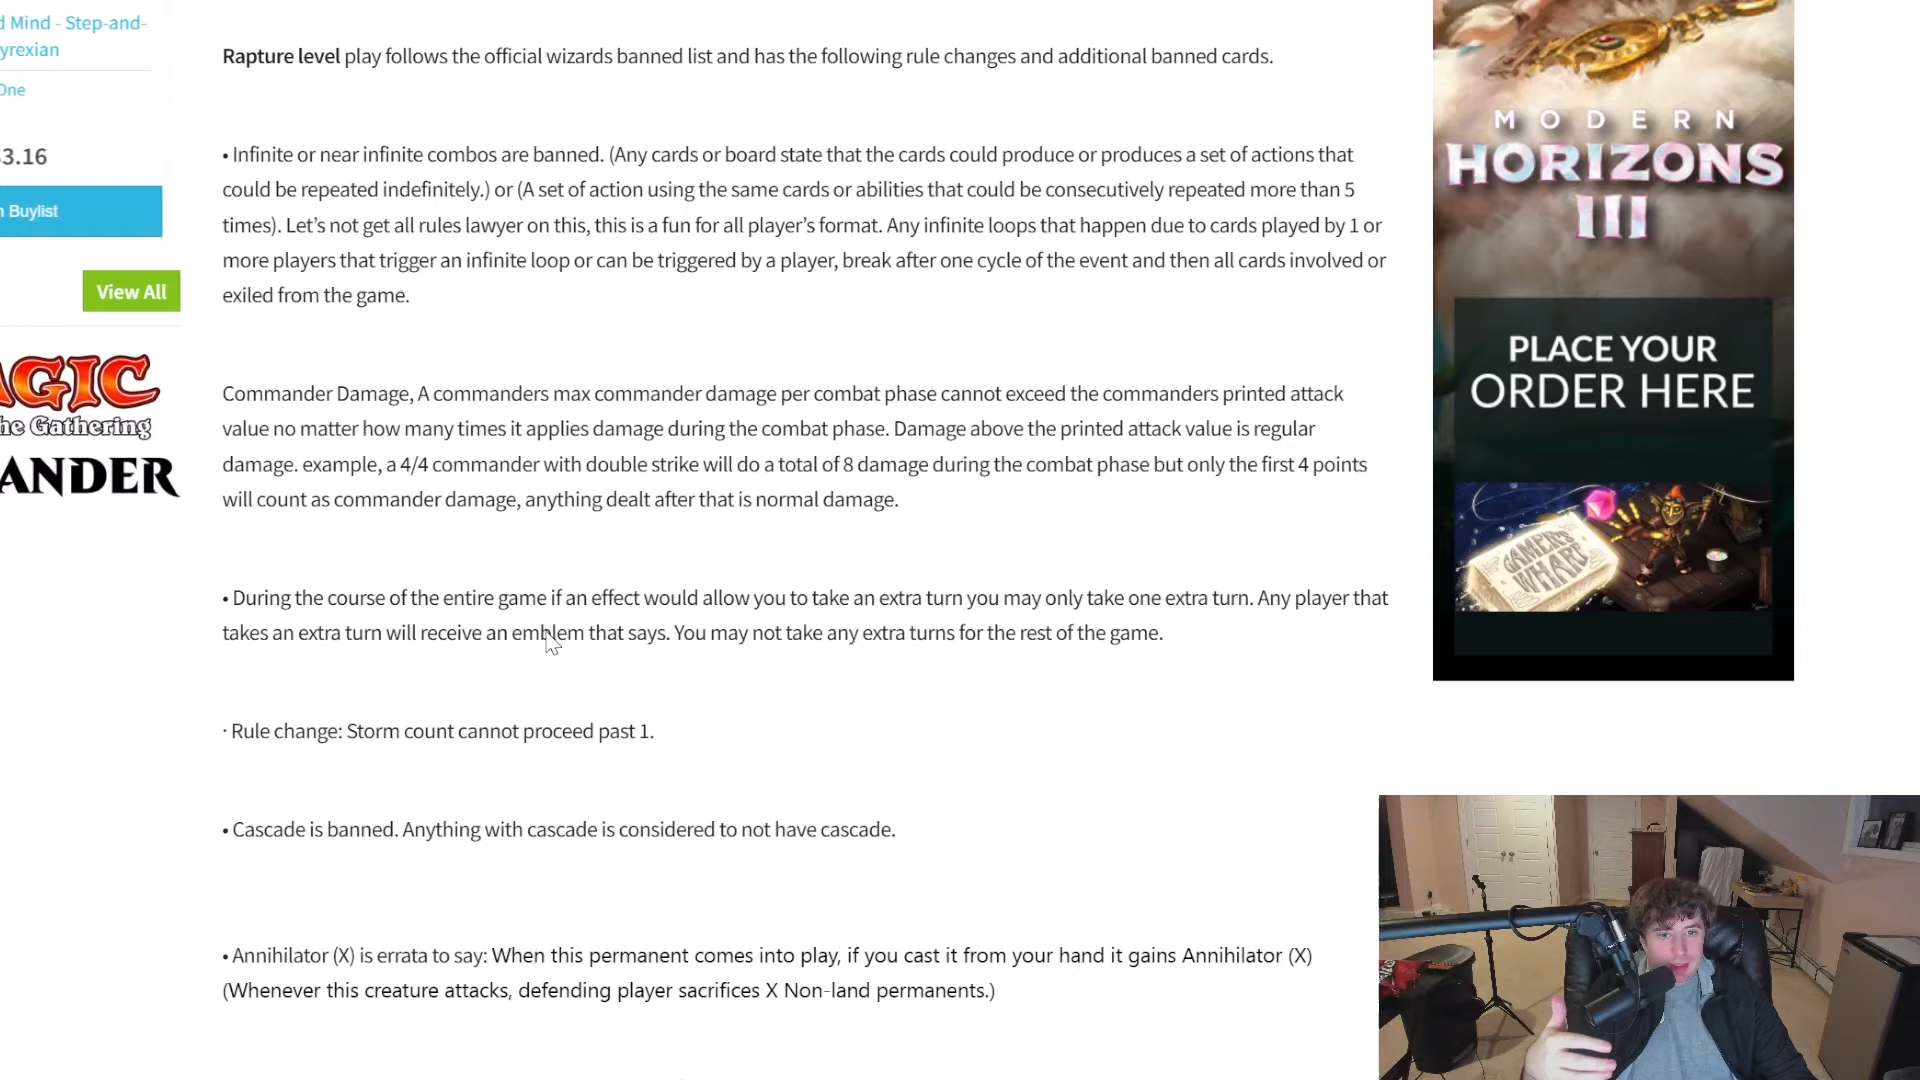 d Mind - Step-and-
yrexian
One
3.16
n Buylist
View All
AGIC
he Gathering
ANDER
Rapture level play follows the official wizards banned list and has the following rule changes and additional banned cards.
• Infinite or near infinite combos are banned. (Any cards or board state that the cards could produce or produces a set of actions that
could be repeated indefinitely.) or (A set of action using the same cards or abilities that could be consecutively repeated more than 5
times). Let’s not get all rules lawyer on this, this is a fun for all player’s format. Any infinite loops that happen due to cards played by 1 or
more players that trigger an infinite loop or can be triggered by a player, break after one cycle of the event and then all cards involved or
exiled from the game.
Commander Damage, A commanders max commander damage per combat phase cannot exceed the commanders printed attack
value no matter how many times it applies damage during the combat phase. Damage above the printed attack value is regular
damage. example, a 4/4 commander with double strike will do a total of 8 damage during the combat phase but only the first 4 points
will count as commander damage, anything dealt after that is normal damage.
• During the course of the entire game if an effect would allow you to take an extra turn you may only take one extra turn. Any player that
takes an extra turn will receive an emblem that says. You may not take any extra turns for the rest of the game.
· Rule change: Storm count cannot proceed past 1.
• Cascade is banned. Anything with cascade is considered to not have cascade.
• Annihilator (X) is errata to say: When this permanent comes into play, if you cast it from your hand it gains Annihilator (X)
(Whenever this creature attacks, defending player sacrifices X Non-land permanents.)
MODERN
HORIZONS
III
PLACE YOUR
ORDER HERE
GAMER'S
WHARF